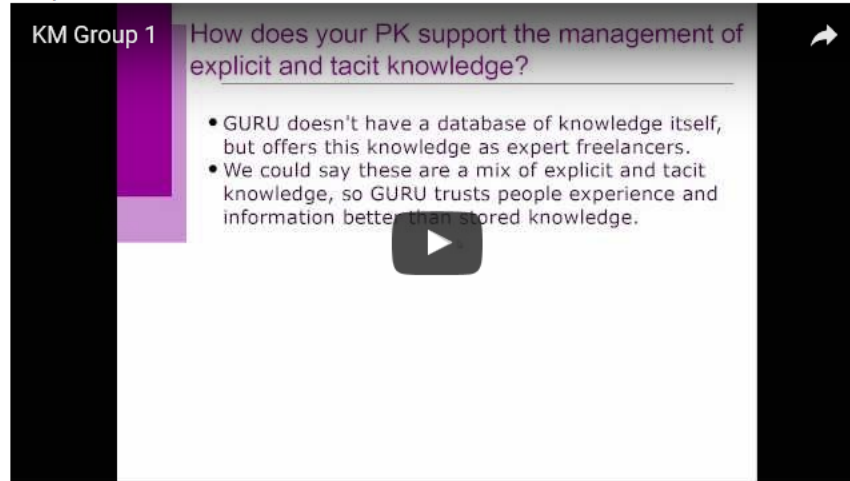 KM Group 1
How does your PK support the management of
explicit and tacit knowledge?
• GURU doesn't have a database of knowledge itself,
but offers this knowledge as expert freelancers.
• We could say these are a mix of explicit and tacit
knowledge, so GURU trusts people experience and
information better than stored knowledge.